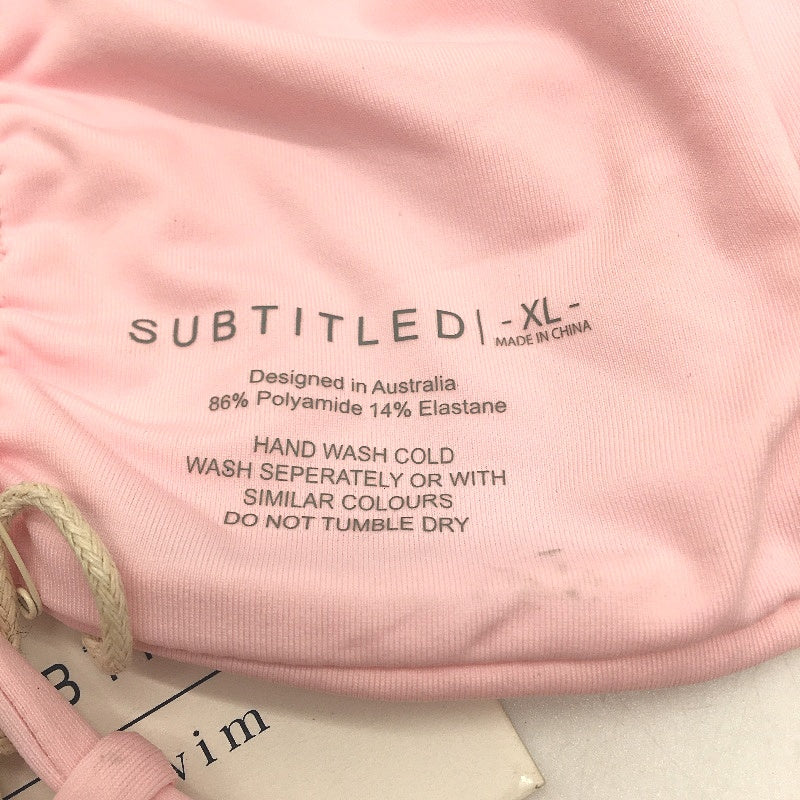 SUBTITLED | - XL -
MADE IN CHINA
Designed in Australia
86% Polyamide 14% Elastane
HAND WASH COLD
WASH SEPERATELY OR WITH
SIMILAR COLOURS
DO NOT TUMBLE DRY